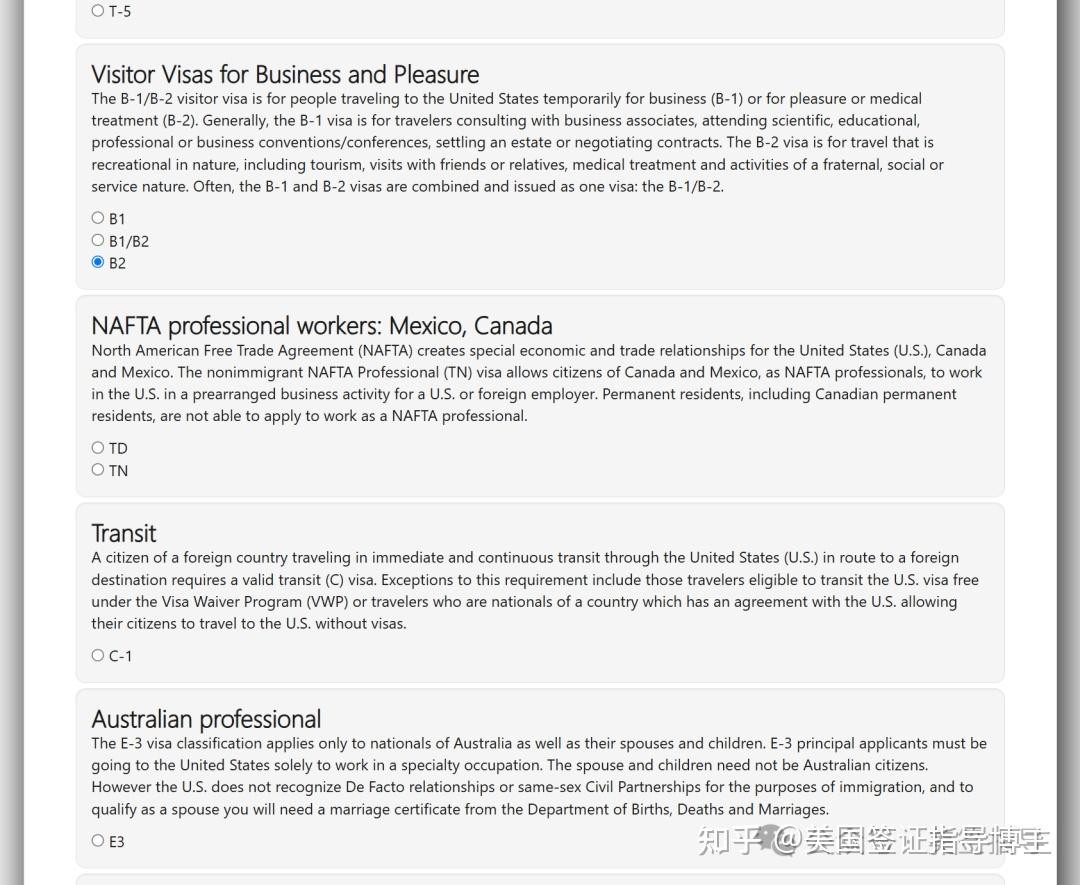 T-5
Visitor Visas for Business and Pleasure
The B-1/B-2 visitor visa is for people traveling to the United States temporarily for business (B-1) or for pleasure or medical
treatment (B-2). Generally, the B-1 visa is for travelers consulting with business associates, attending scientific, educational,
professional or business conventions/conferences, settling an estate or negotiating contracts. The B-2 visa is for travel that is
recreational in nature, including tourism, visits with friends or relatives, medical treatment and activities of a fraternal, social or
service nature. Often, the B-1 and B-2 visas are combined and issued as one visa: the B-1/B-2.
B1
B1/B2
B2
NAFTA professional workers: Mexico, Canada
North American Free Trade Agreement (NAFTA) creates special economic and trade relationships for the United States (U.S.), Canada
and Mexico. The nonimmigrant NAFTA Professional (TN) visa allows citizens of Canada and Mexico, as NAFTA professionals, to work
in the U.S. in a prearranged business activity for a U.S. or foreign employer. Permanent residents, including Canadian permanent
residents, are not able to apply to work as a NAFTA professional.
TD
TN
Transit
A citizen of a foreign country traveling in immediate and continuous transit through the United States (U.S.) in route to a foreign
destination requires a valid transit (C) visa. Exceptions to this requirement include those travelers eligible to transit the U.S. visa free
under the Visa Waiver Program (VWP) or travelers who are nationals of a country which has an agreement with the U.S. allowing
their citizens to travel to the U.S. without visas.
C-1
Australian professional
The E-3 visa classification applies only to nationals of Australia as well as their spouses and children. E-3 principal applicants must be
going to the United States solely to work in a specialty occupation. The spouse and children need not be Australian citizens.
However the U.S. does not recognize De Facto relationships or same-sex Civil Partnerships for the purposes of immigration, and to
qualify as a spouse you will need a marriage certificate from the Department of Births, Deaths and Marriages.
E3
知乎 @美国签证指导博主